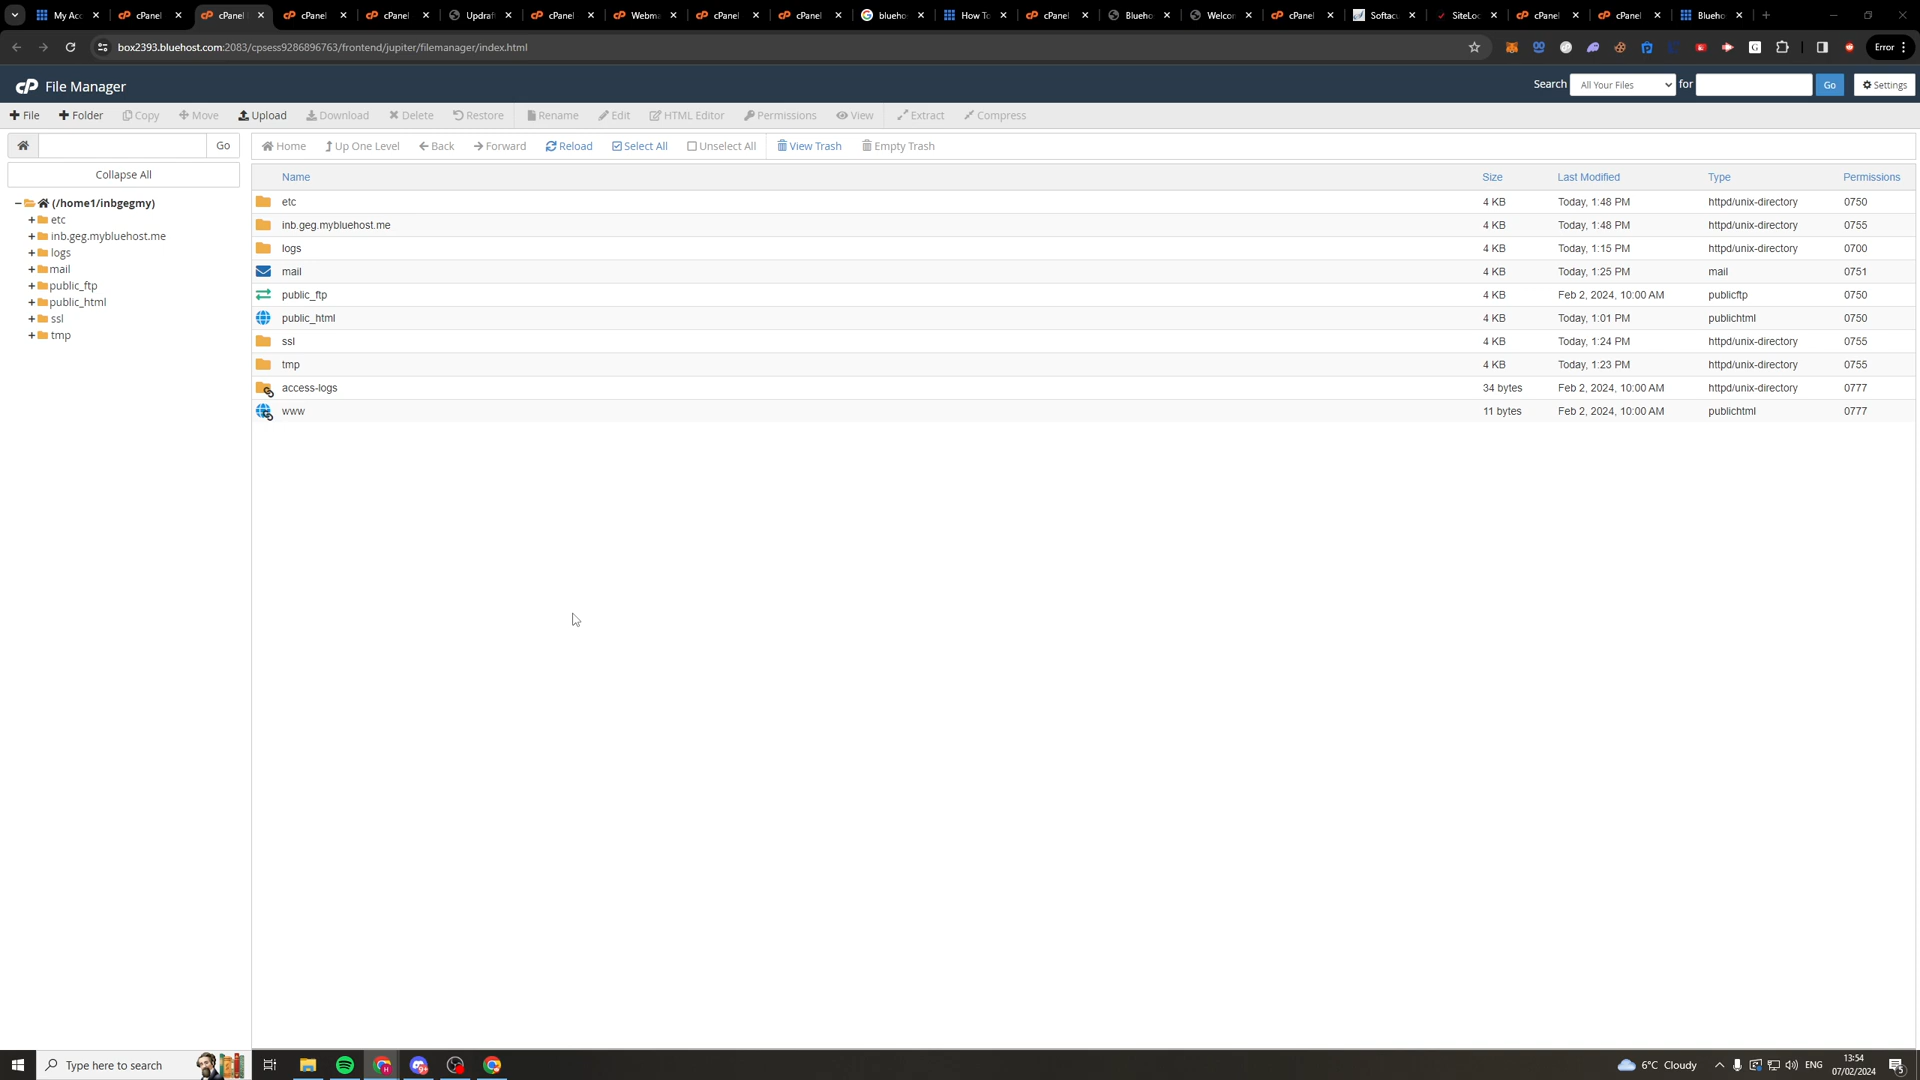 My Acc
cPanel
cPanel
cPanel
cPanel
Updraf
cPanel
Webma
cPanel
cPanel
blueho
How To
cPanel
Blueho
Welcon
cPanel
Softacu
SiteLoc
cPanel
cPanel
Blueho
box2393.bluehost.com:2083/cpsess9286896763/frontend/jupiter/filemanager/index.html
Error
cP File Manager
Search All Your Files for Go Settings
File Folder Copy Move Upload Download Delete Restore Rename Edit HTML Editor Permissions View Extract Compress
Go Home Up One Level Back Forward Reload Select All Unselect All View Trash Empty Trash
Collapse All
(/home1/inbgegmy)
etc
inb.geg.mybluehost.me
logs
mail
public_ftp
public_html
ssl
tmp
Name Size Last Modified Type Permissions
etc 4 KB Today, 1:48 PM httpd/unix-directory 0750
inb.geg.mybluehost.me 4 KB Today, 1:48 PM httpd/unix-directory 0755
logs 4 KB Today, 1:15 PM httpd/unix-directory 0700
mail 4 KB Today, 1:25 PM mail 0751
public_ftp 4 KB Feb 2, 2024, 10:00 AM publicftp 0750
public_html 4 KB Today, 1:01 PM publichtml 0750
ssl 4 KB Today, 1:24 PM httpd/unix-directory 0755
tmp 4 KB Today, 1:23 PM httpd/unix-directory 0755
access-logs 34 bytes Feb 2, 2024, 10:00 AM httpd/unix-directory 0777
www 11 bytes Feb 2, 2024, 10:00 AM publichtml 0777
Type here to search
6°C Cloudy
ENG
13:54
07/02/2024